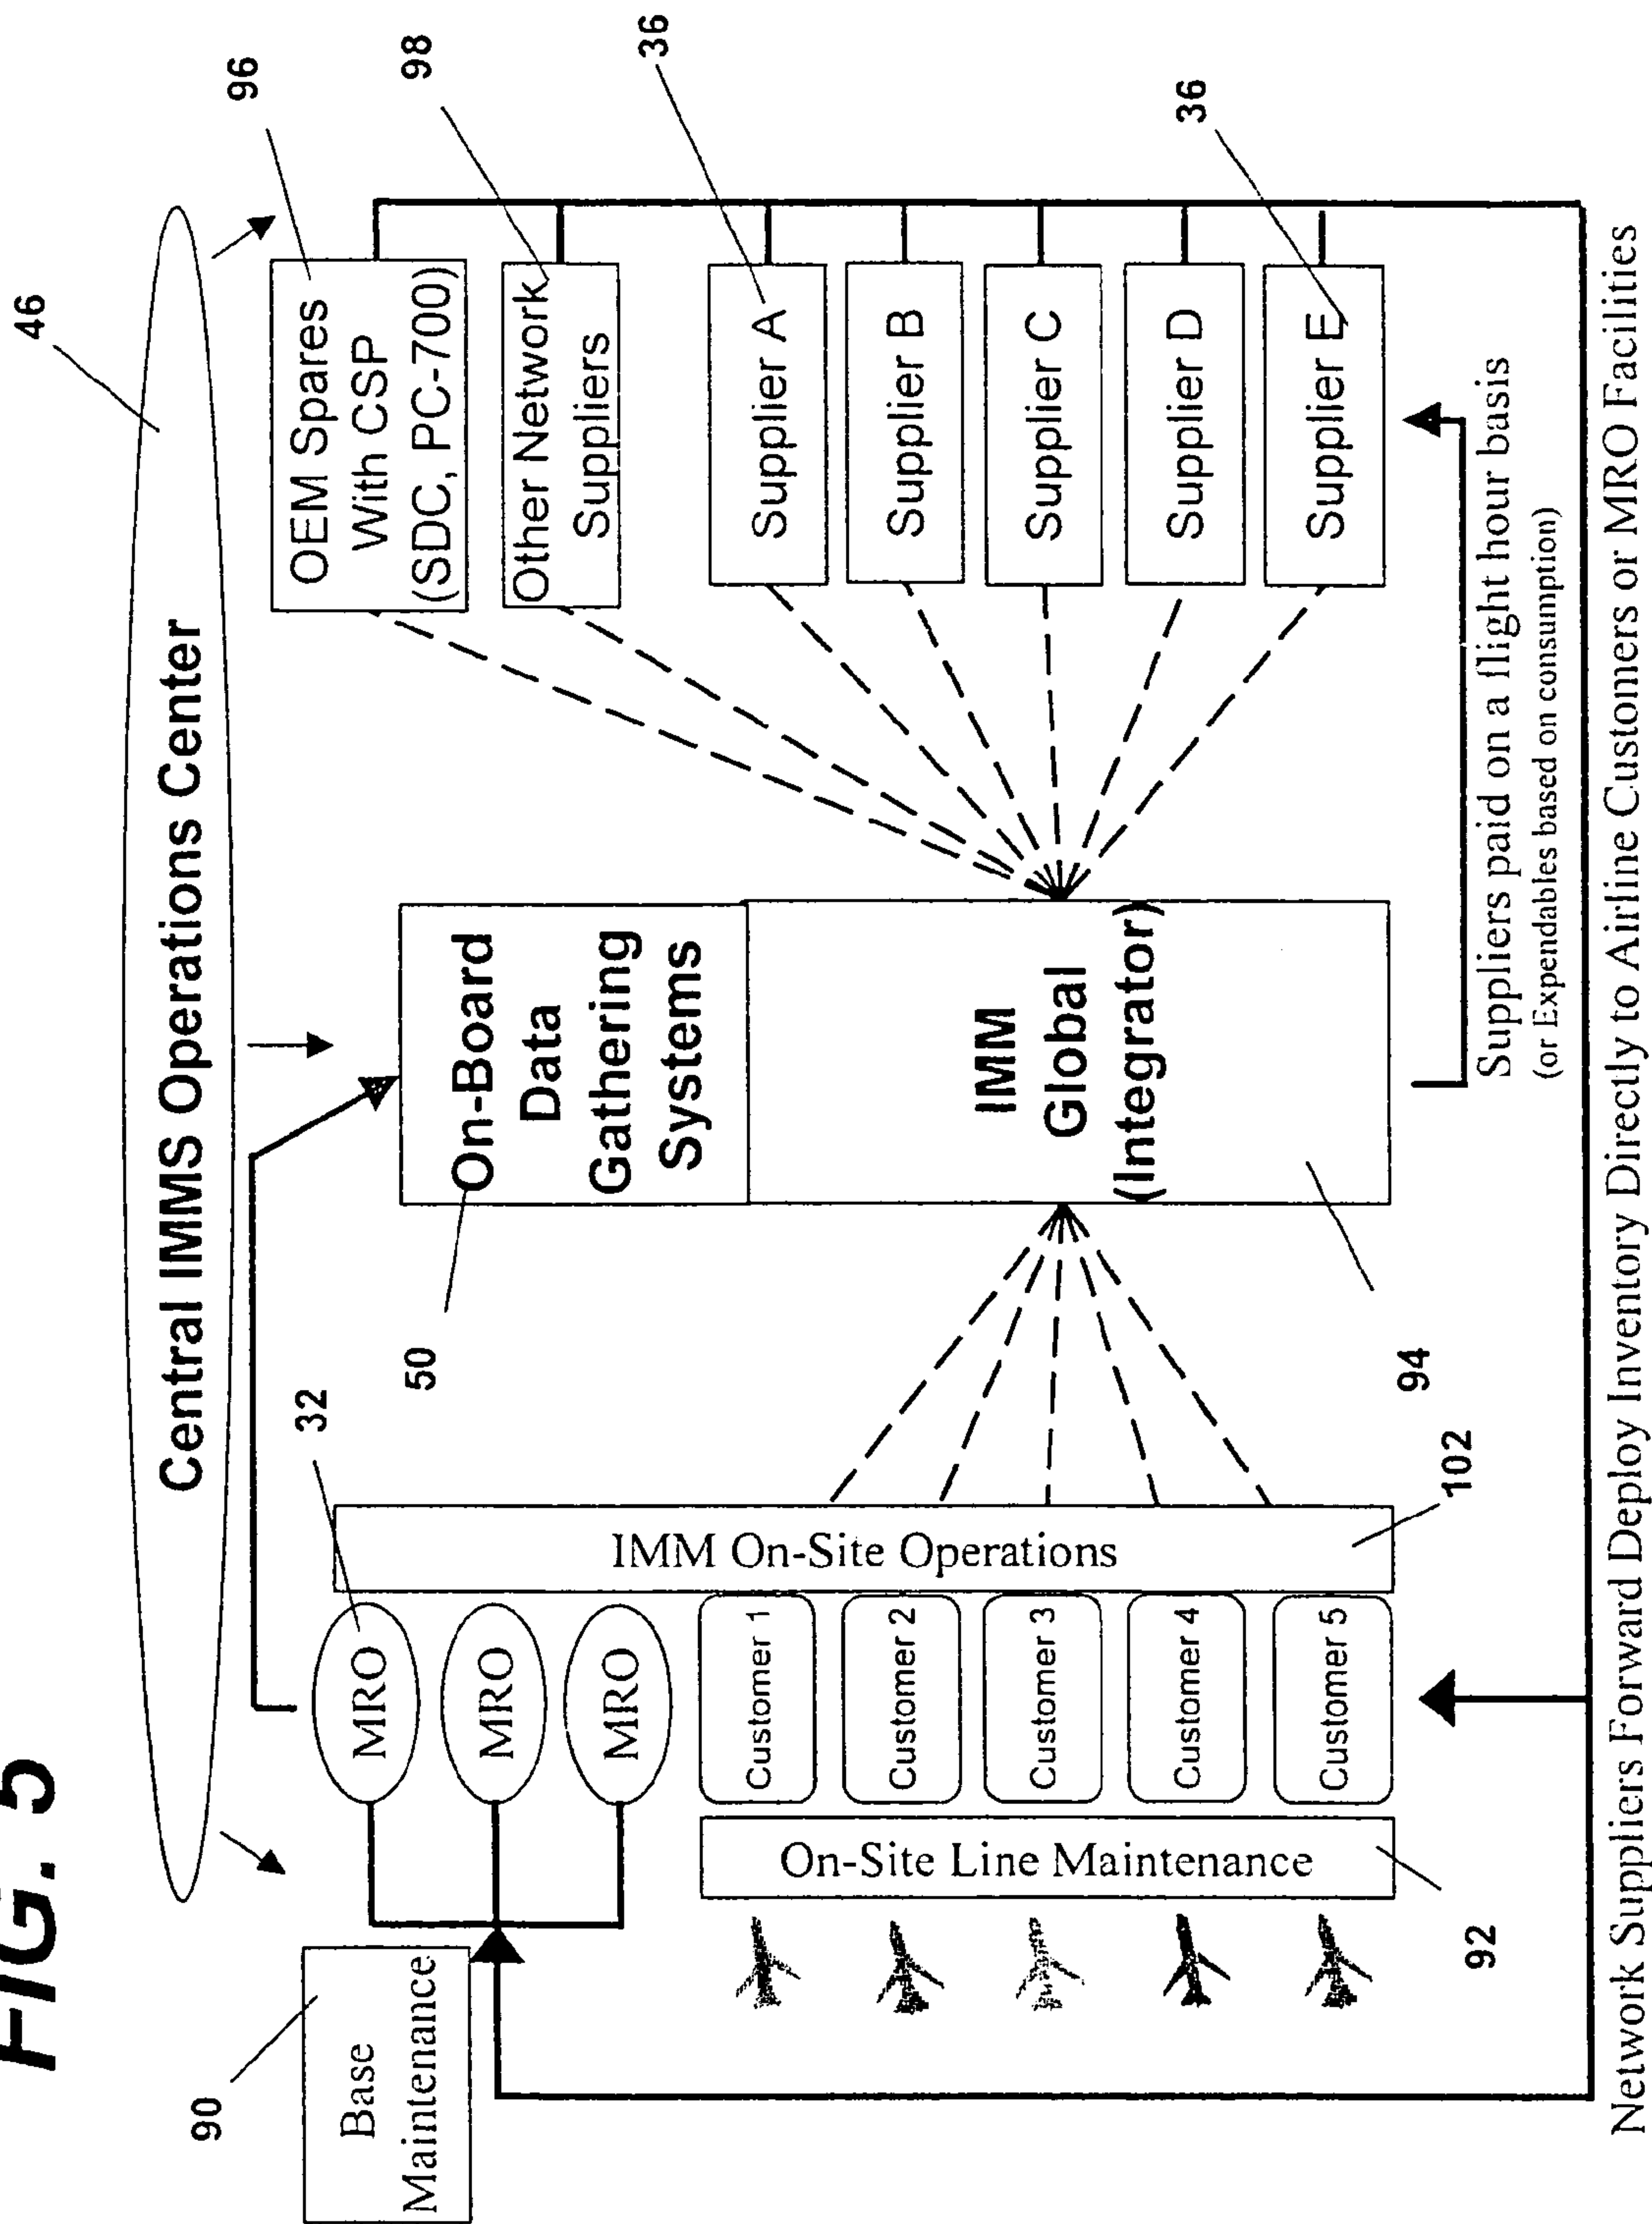 FIG. 5
46
Central IMMS Operations Center
90
Base
Maintenance
32
MRO
MRO
MRO
Customer 1
Customer 2
Customer 3
Customer 4
Customer 5
On-Site Line Maintenance
92
IMM On-Site Operations
102
50
On-Board
Data
Gathering
Systems
IMM
Global
(Integrator)
94
96
OEM Spares
With CSP
(SDC, PC-700)
98
Other Network
Suppliers
36
Supplier A
Supplier B
Supplier C
Supplier D
36
Supplier E
Suppliers paid on a flight hour basis
(or Expendables based on consumption)
Network Suppliers Forward Deploy Inventory Directly to Airline Customers or MRO Facilities